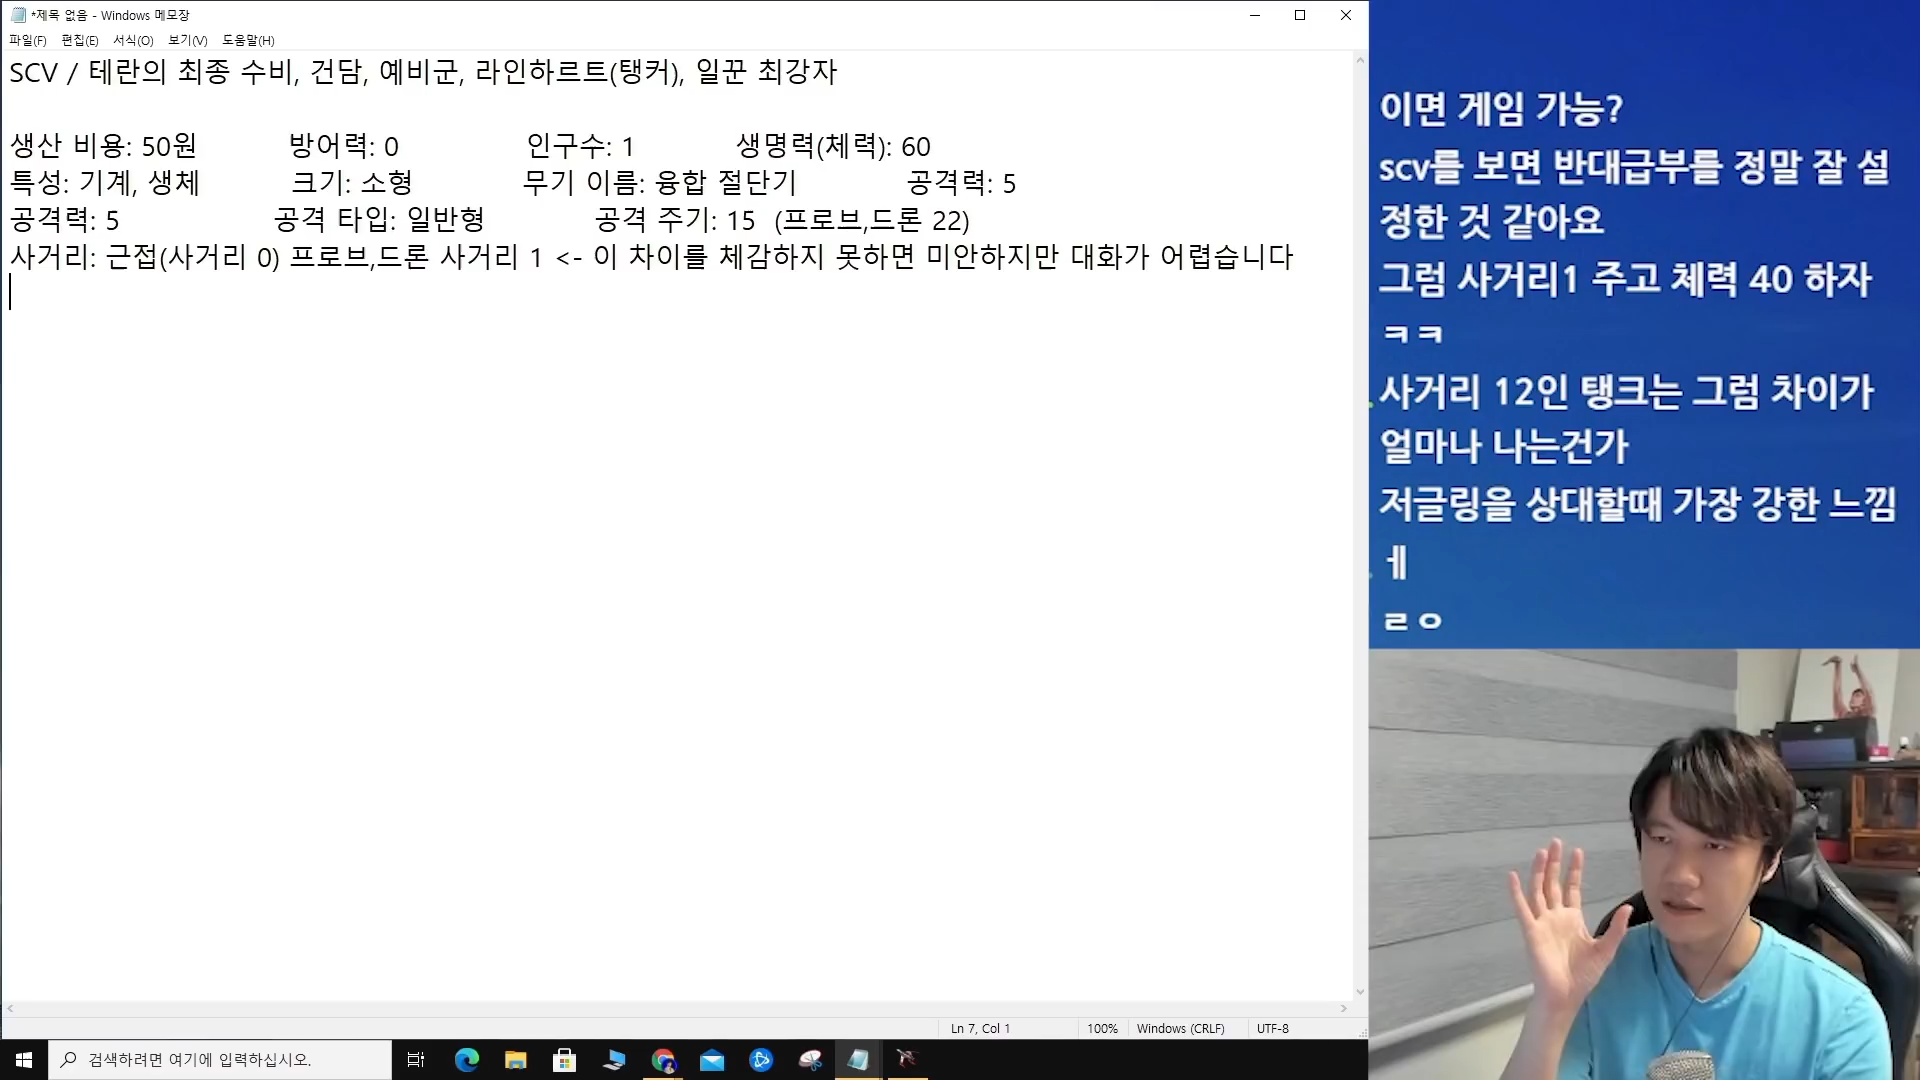 *제목 없음 - Windows 메모장
파일(F) 편집(E) 서식(O) 보기(V) 도움말(H)
SCV / 테란의 최종 수비, 건담, 예비군, 라인하르트(탱커), 일꾼 최강자
생산 비용: 50원 방어력: 0 인구수: 1 생명력(체력): 60
특성: 기계, 생체 크기: 소형 무기 이름: 융합 절단기 공격력: 5
공격력: 5 공격 타입: 일반형 공격 주기: 15 (프로브,드론 22)
사거리: 근접(사거리 0) 프로브,드론 사거리 1 <- 이 차이를 체감하지 못하면 미안하지만 대화가 어렵습니다
Ln 7, Col 1 100% Windows (CRLF) UTF-8
검색하려면 여기에 입력하십시오.
이면 게임 가능?
scv를 보면 반대급부를 정말 잘 설
정한 것 같아요
그럼 사거리1 주고 체력 40 하자
ㅋㅋ
사거리 12인 탱크는 그럼 차이가
얼마나 나는건가
저글링을 상대할때 가장 강한 느낌
ㅔ
ㄹㅇ